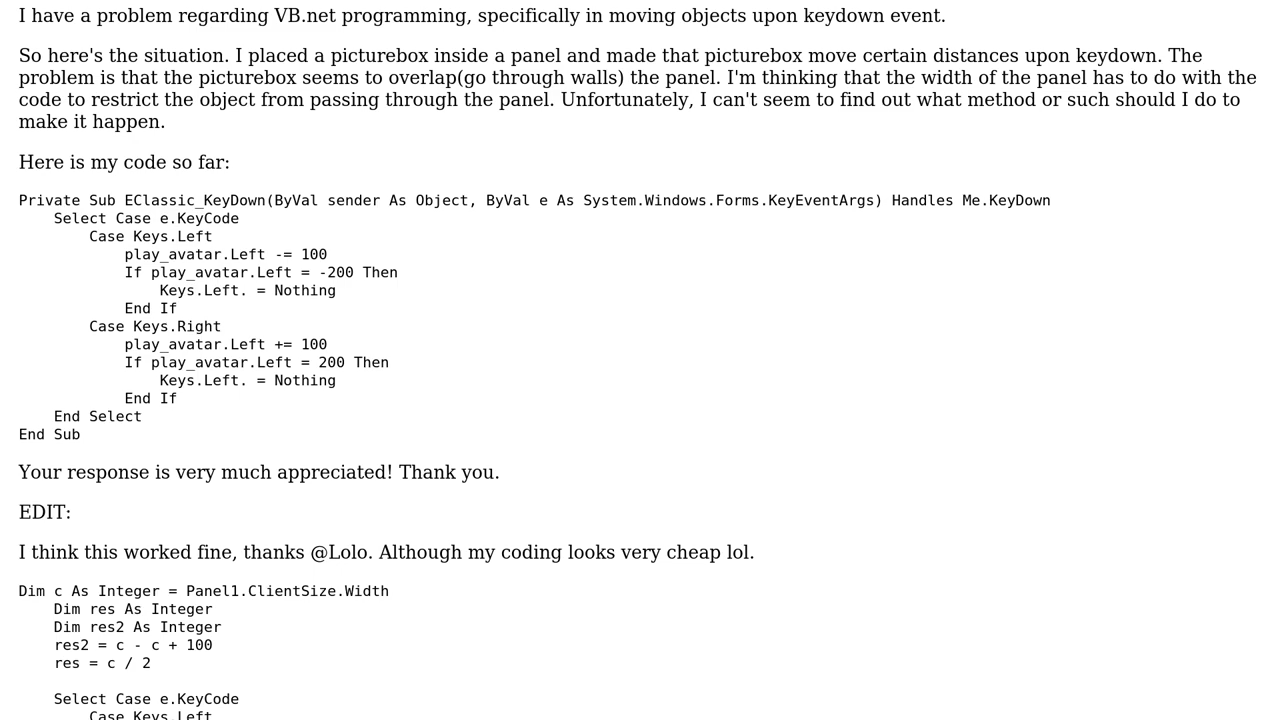 I have a problem regarding VB.net programming, specifically in moving objects upon keydown event.
So here's the situation. I placed a picturebox inside a panel and made that picturebox move certain distances upon keydown. The
problem is that the picturebox seems to overlap(go through walls) the panel. I'm thinking that the width of the panel has to do with the
code to restrict the object from passing through the panel. Unfortunately, I can't seem to find out what method or such should I do to
make it happen.
Here is my code so far:
Private Sub EClassic_KeyDown(ByVal sender As Object, ByVal e As System.Windows.Forms.KeyEventArgs) Handles Me.KeyDown
    Select Case e.KeyCode
        Case Keys.Left
            play_avatar.Left -= 100
            If play_avatar.Left = -200 Then
                Keys.Left. = Nothing
            End If
        Case Keys.Right
            play_avatar.Left += 100
            If play_avatar.Left = 200 Then
                Keys.Left. = Nothing
            End If
    End Select
End Sub
Your response is very much appreciated! Thank you.
EDIT:
I think this worked fine, thanks @Lolo. Although my coding looks very cheap lol.
Dim c As Integer = Panel1.ClientSize.Width
    Dim res As Integer
    Dim res2 As Integer
    res2 = c - c + 100
    res = c / 2
    Select Case e.KeyCode
        Case Keys.Left